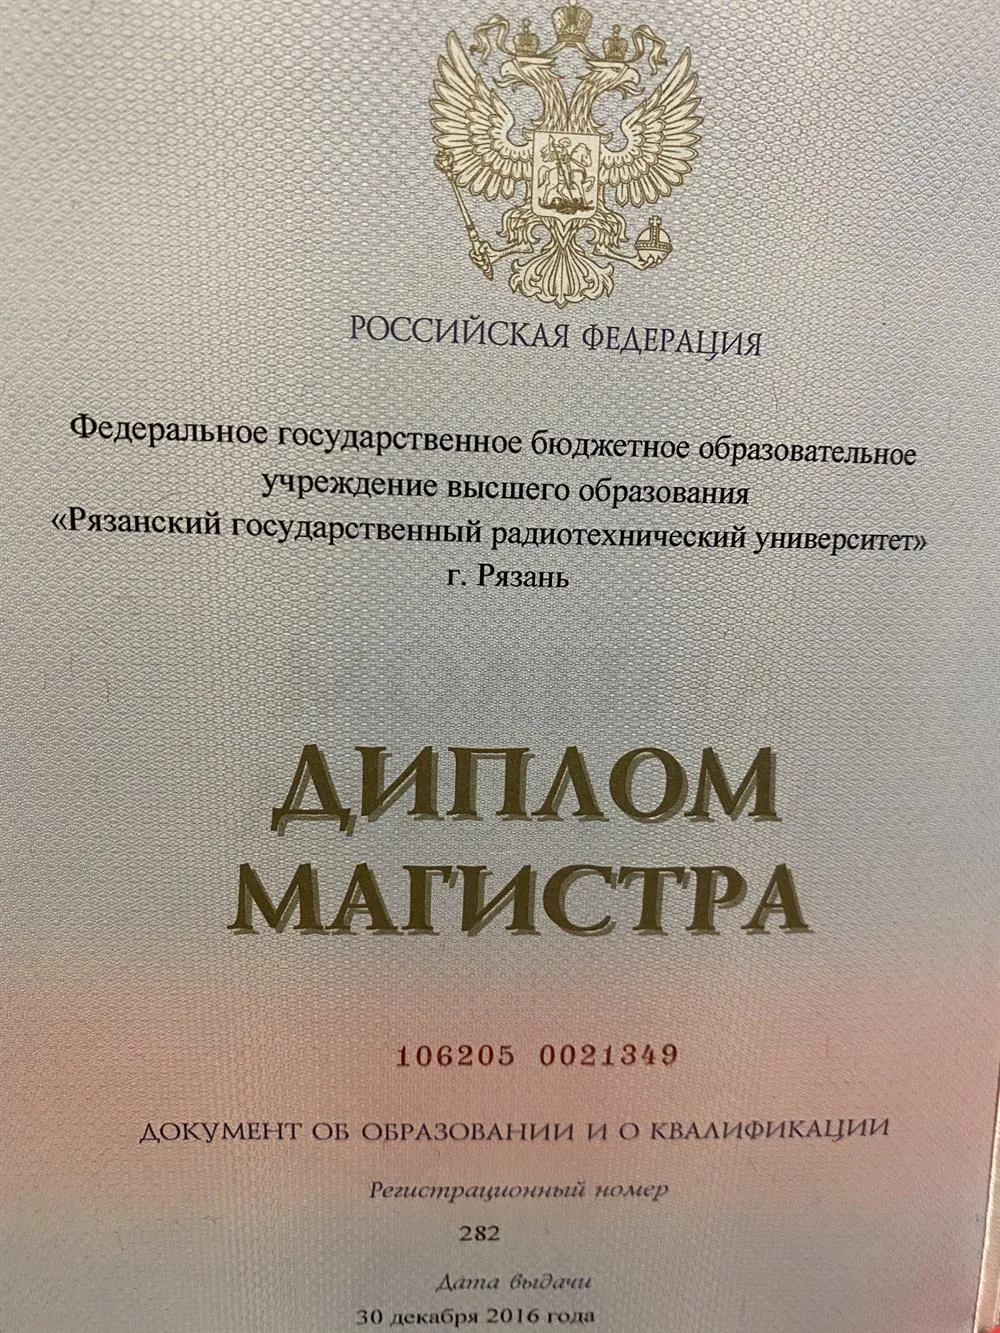 РОССИЙСКАЯ ФЕДЕРАЦИЯ
Федеральное государственное бюджетное образовательное
учреждение высшего образования
«Рязанский государственный радиотехнический университет»
г. Рязань
ДИПЛОМ
МАГИСТРА
106205 0021349
ДОКУМЕНТ ОБ ОБРАЗОВАНИИ И О КВАЛИФИКАЦИИ
Регистрационный номер
282
Дата выдачи
30 декабря 2016 года